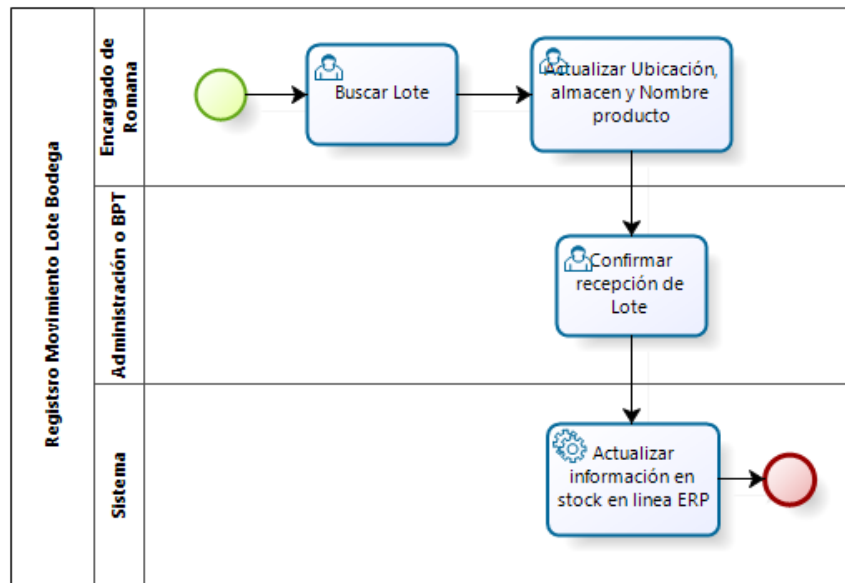 Registsro Movimiento Lote Bodega
Encargado de
Romana
Buscar Lote
Actualizar Ubicación,
almacen y Nombre
producto
Administración o BPT
Confirmar
recepción de
Lote
Sistema
Actualizar
información en
stock en linea ERP